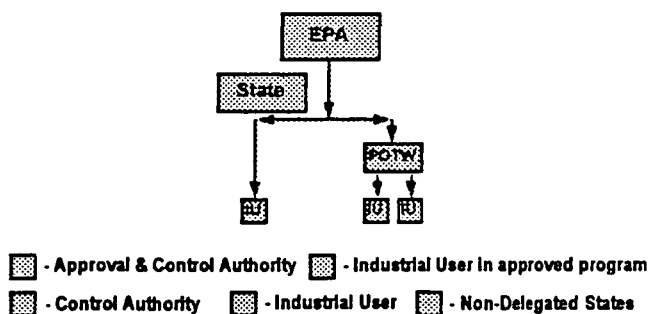 EPA
State
POTW
IU
IU
IU
- Approval & Control Authority - Industrial User in approved program
- Control Authority - Industrial User - Non-Delegated States